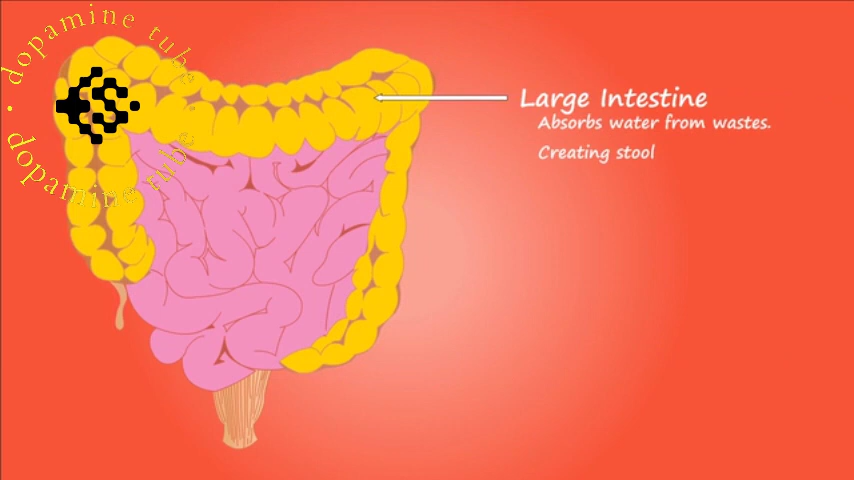 dopamine tube
dopamine tube
Large Intestine
Absorbs water from wastes.
Creating stool